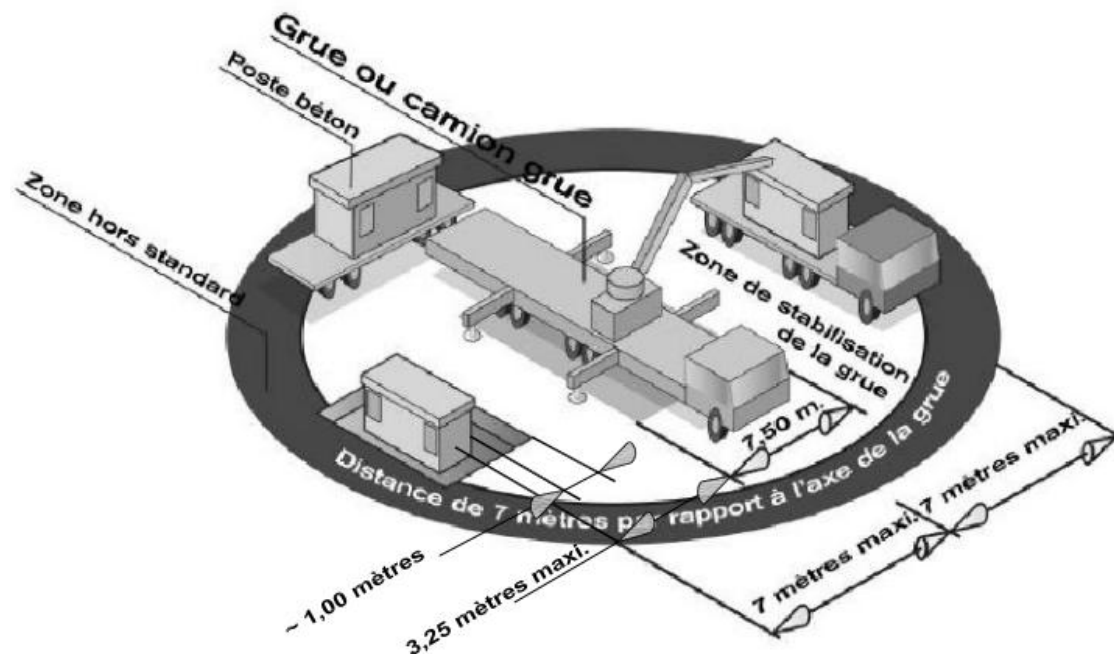 Grue ou camion grue
Poste béton
Zone hors standard
Zone de stabilisation
de la grue
7,50 m.
Distance de 7 mètres par rapport à l'axe de la grue
~ 1,00 mètres
3,25 mètres maxi.
7 mètres maxi.
7 mètres maxi.